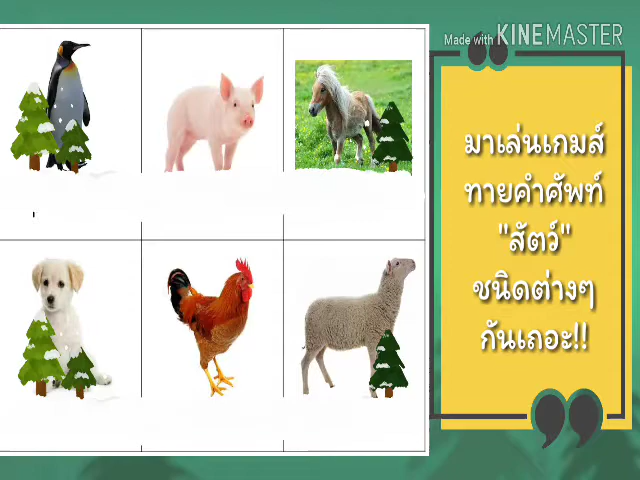 Made with KINEMASTER
มาเล่นเกมส์
ทายคำศัพท์
"สัตว์"
ชนิดต่างๆ
กันเถอะ!!